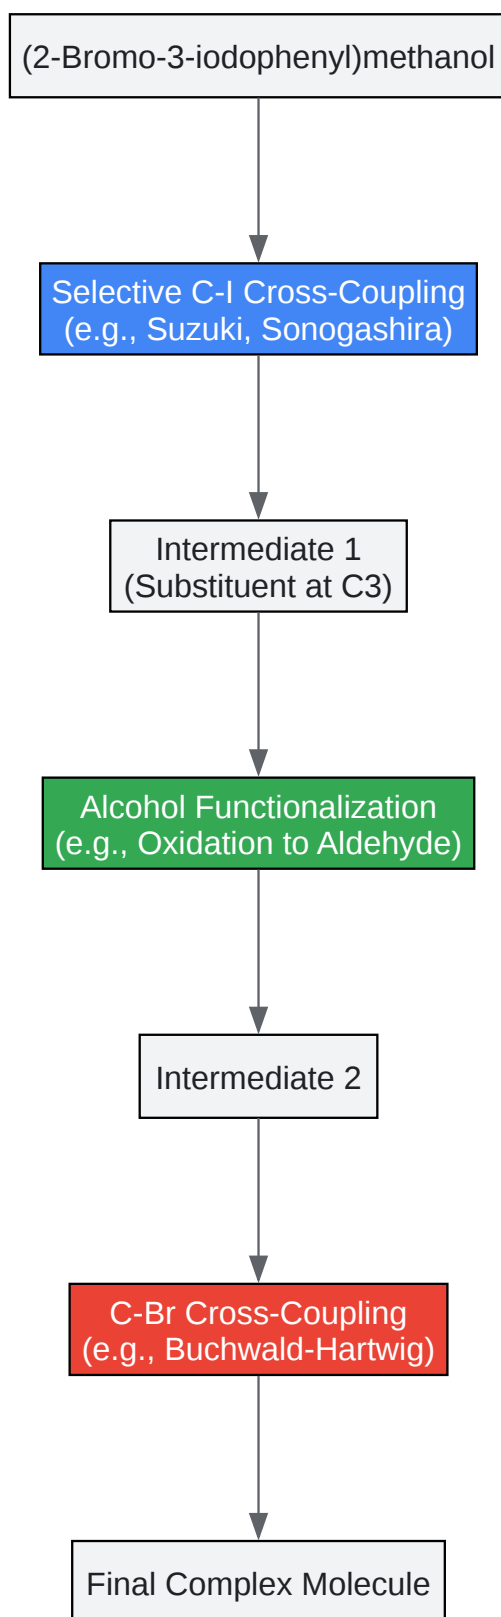 (2-Bromo-3-iodophenyl)methanol
Selective C-I Cross-Coupling
(e.g., Suzuki, Sonogashira)
Intermediate 1
(Substituent at C3)
Alcohol Functionalization
(e.g., Oxidation to Aldehyde)
Intermediate 2
C-Br Cross-Coupling
(e.g., Buchwald-Hartwig)
Final Complex Molecule